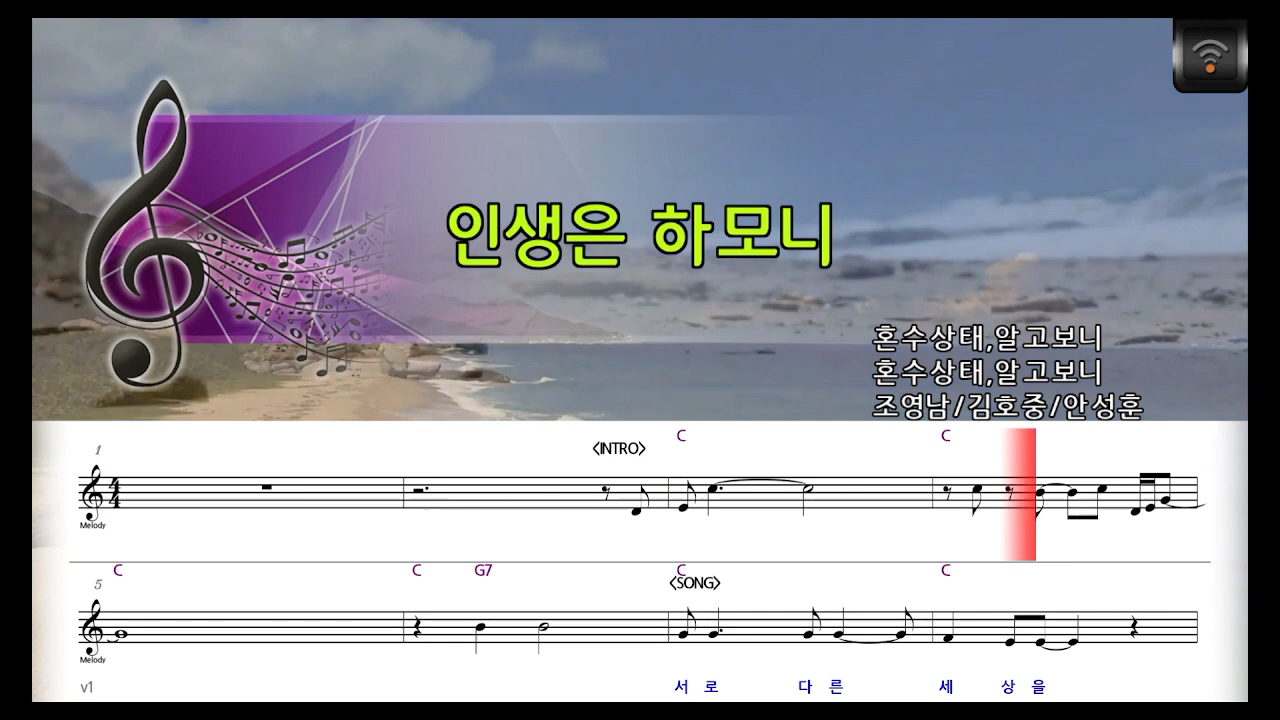 인생은 하모니
혼수상태,알고보니
혼수상태,알고보니
조영남/김호중/안성훈
C C
1 <INTRO>
Melody
C C G7 C C
5 <SONG>
Melody
v1 서 로 다 른 세 상 을